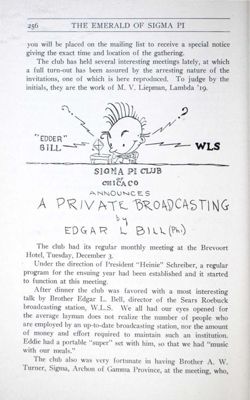 256 THE EMERALD OF SIGMA PI
you will be placed on the mailing list to receive a special notice
giving the exact time and location of the gathering.
The club has held several interesting meetings lately, at which
a full turn-out has been assured by the arresting nature of the
invitations, one of which is here reproduced. To judge by the
initials, they are the work of M. V. Liepman, Lambda '19.
? ?
"EDDER"
BILL
WLS
SIGMA PI CLUB
OF
CHICAGO
ANNOUNCES
A PRIVATE BROADCASTING
by
EDGAR L BILL (Phi)
The club had its regular monthly meeting at the Brevoort
Hotel, Tuesday, December 3.
Under the direction of President "Heinie" Schreiber, a regular
program for the ensuing year had been established and it started
to function at this meeting.
After dinner the club was favored with a most interesting
talk by Brother Edgar L. Bell, director of the Sears Roebuck
broadcasting station, W.L.S. We all had our eyes opened for
the average layman does not realize the number of people who
are employed by an up-to-date broadcasting station, nor the amount
of money and effort required to maintain such an institution.
Eddie had a portable "super" set with him, so that we had "music
with our meals."
The club also was very fortunate in having Brother A. W.
Turner, Sigma, Archon of Gamma Province, at the meeting, who,